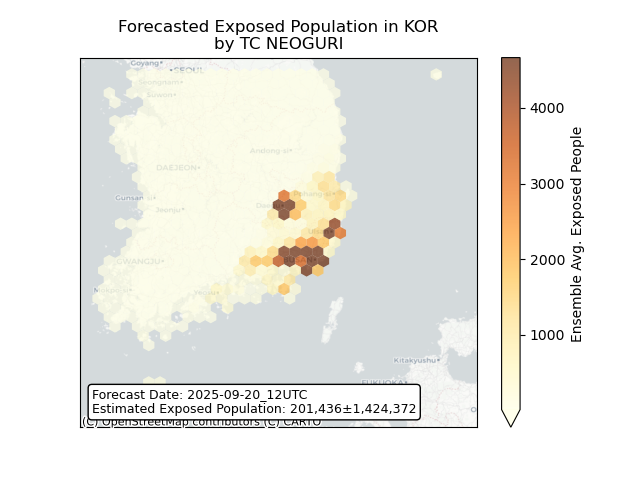 Forecasted Exposed Population in KOR
by TC NEOGURI
Goyang
SEOUL
Suwon
Andong-si
DAEJEON
Gunsan-si
Jeonju
GWANGJU
Kitakyushu
FUKUOKA
4000
3000
2000
1000
Ensemble Avg. Exposed People
Forecast Date: 2025-09-20_12UTC
Estimated Exposed Population: 201,436±1,424,372
(C) OpenStreetMap contributors (C) CARTO